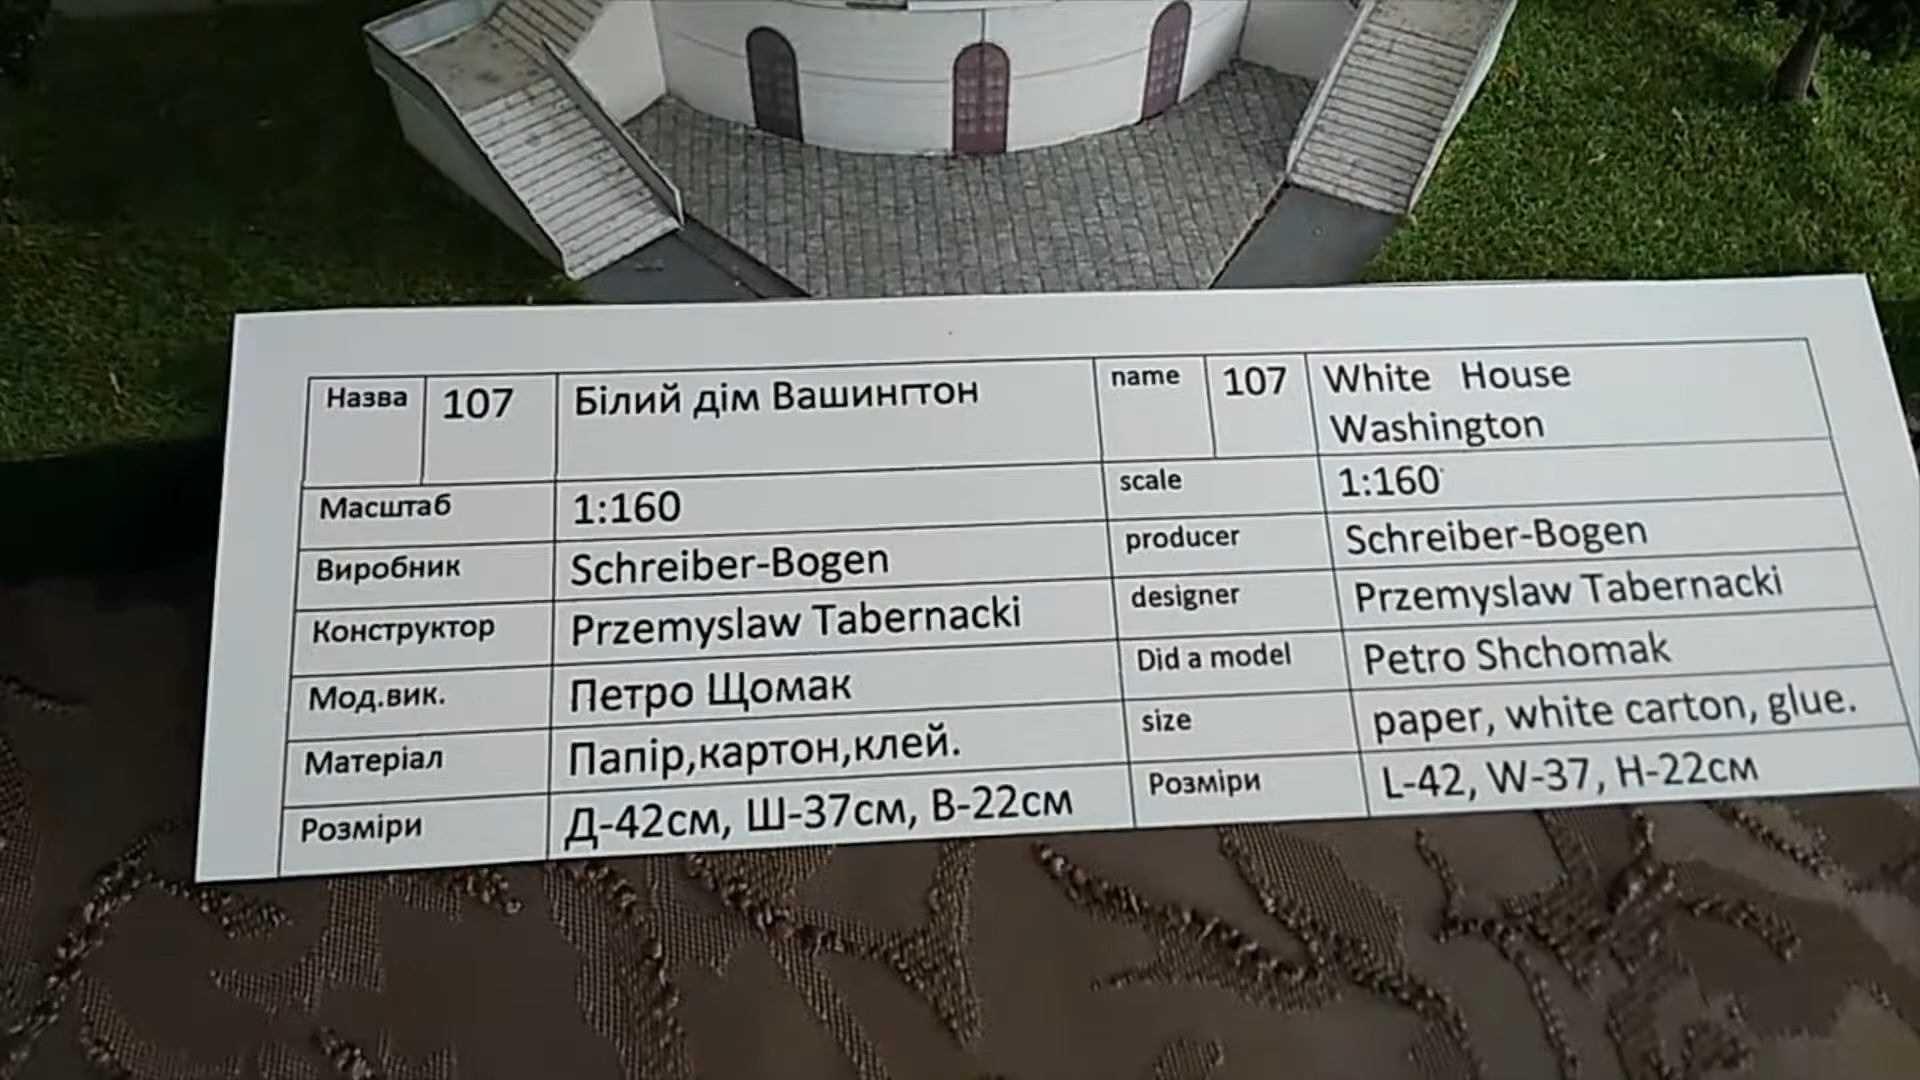 Назва 107 Білий дім Вашингтон name 107 White House
Washington
Масштаб 1:160 scale 1:160
Виробник Schreiber-Bogen producer Schreiber-Bogen
Конструктор Przemyslaw Tabernacki designer Przemyslaw Tabernacki
Мод.вик. Петро Щомак Did a model Petro Shchomak
Матеріал Папір,картон,клей. size paper, white carton, glue.
Розміри Д-42см, Ш-37см, В-22см Розміри L-42, W-37, H-22см